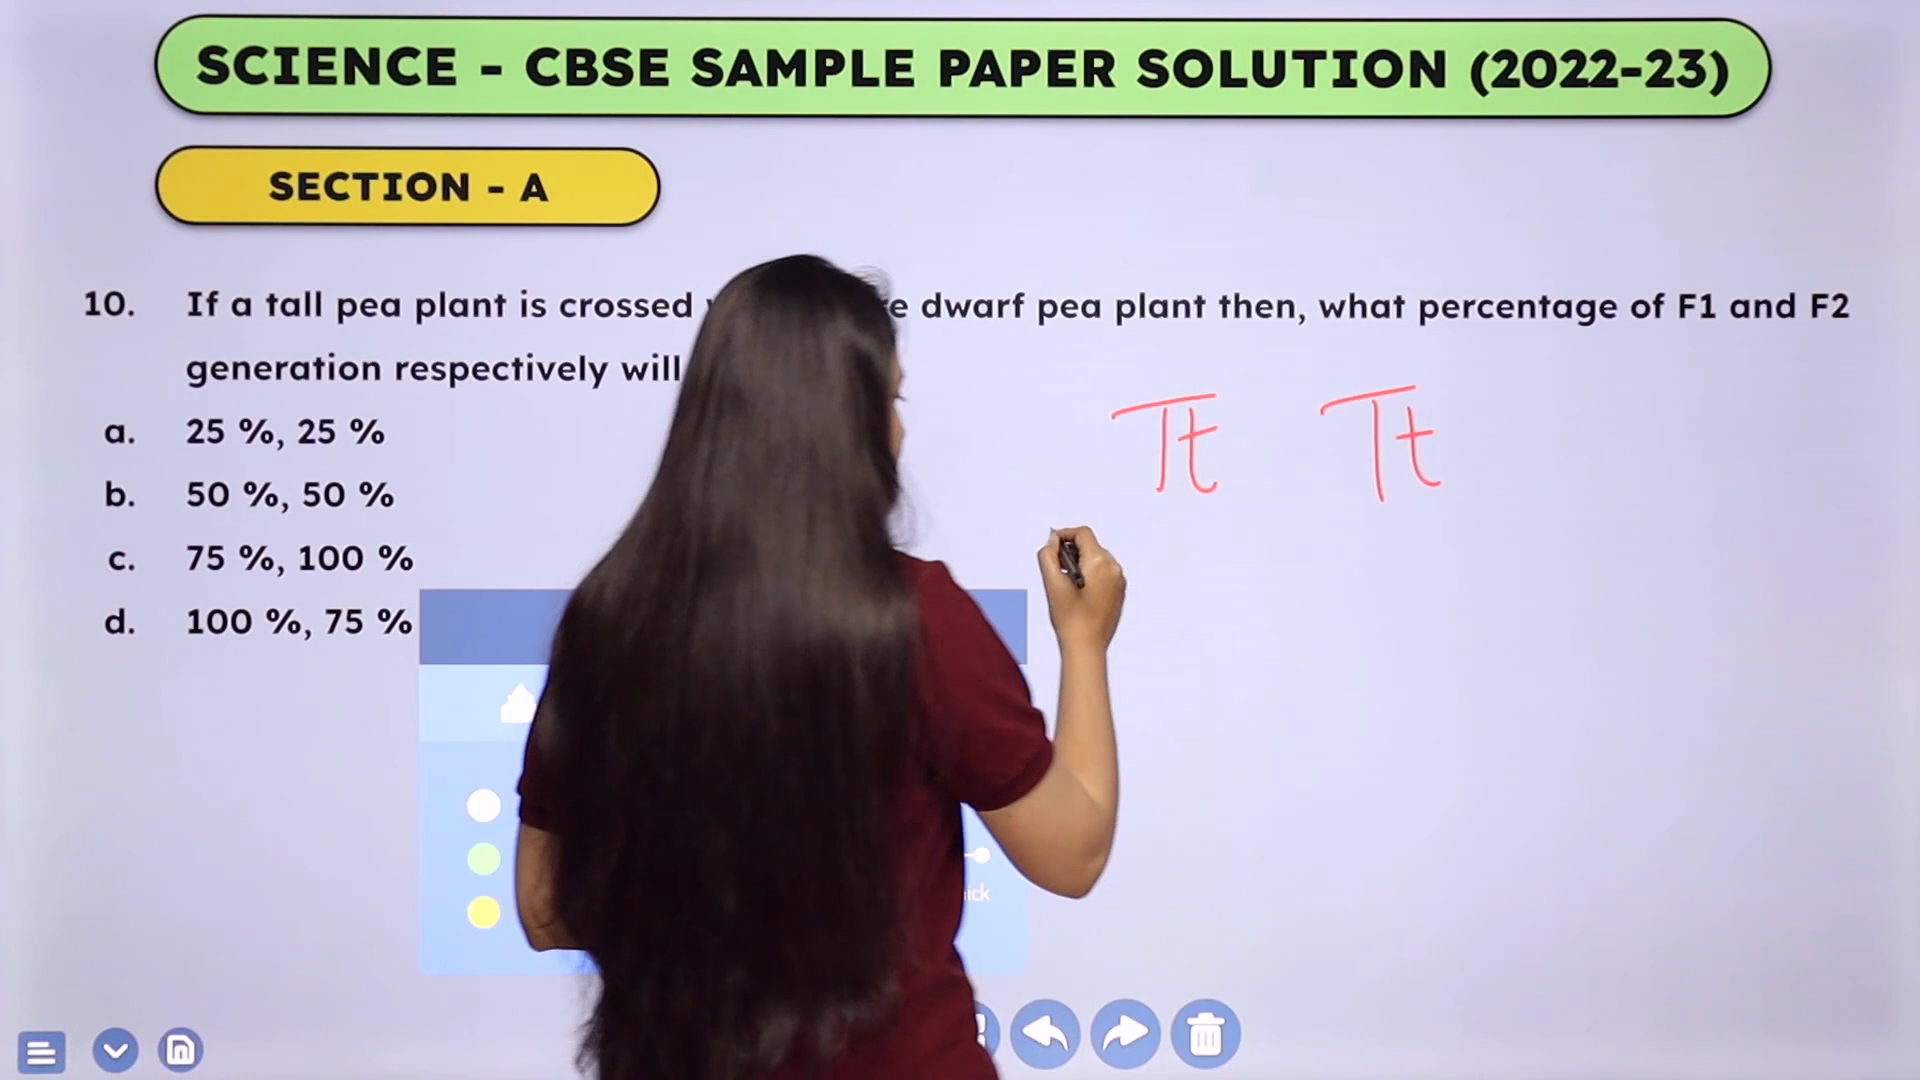 SCIENCE - CBSE SAMPLE PAPER SOLUTION (2022-23)
SECTION - A
10. If a tall pea plant is crossed dwarf pea plant then, what percentage of F1 and F2
generation respectively will
a. 25 %, 25 %
b. 50 %, 50 %
c. 75 %, 100 %
d. 100 %, 75 %
Tt Tt